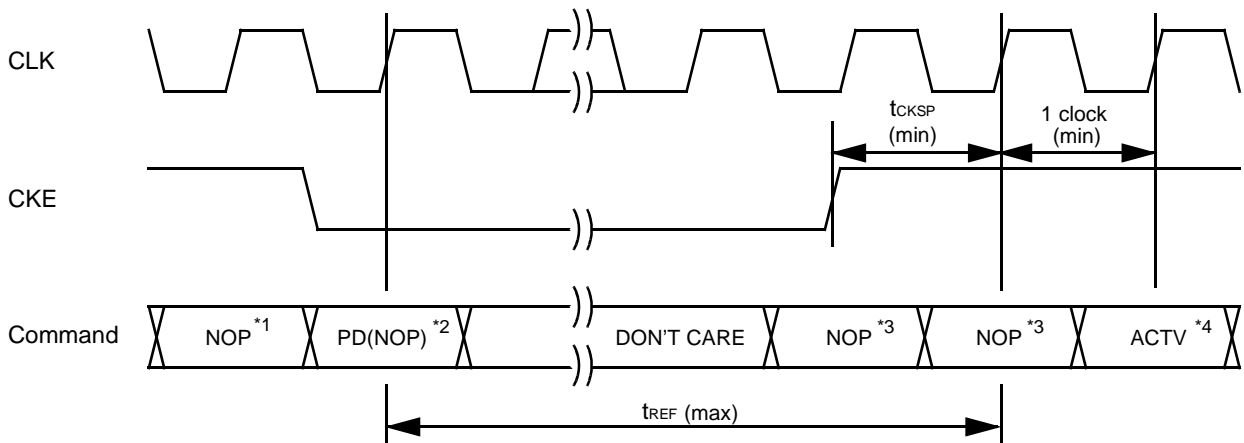 CLK
tCKSP
(min)
1 clock
(min)
CKE
Command
NOP *1
PD(NOP) *2
DON'T CARE
NOP *3
NOP *3
ACTV *4
tREF (max)